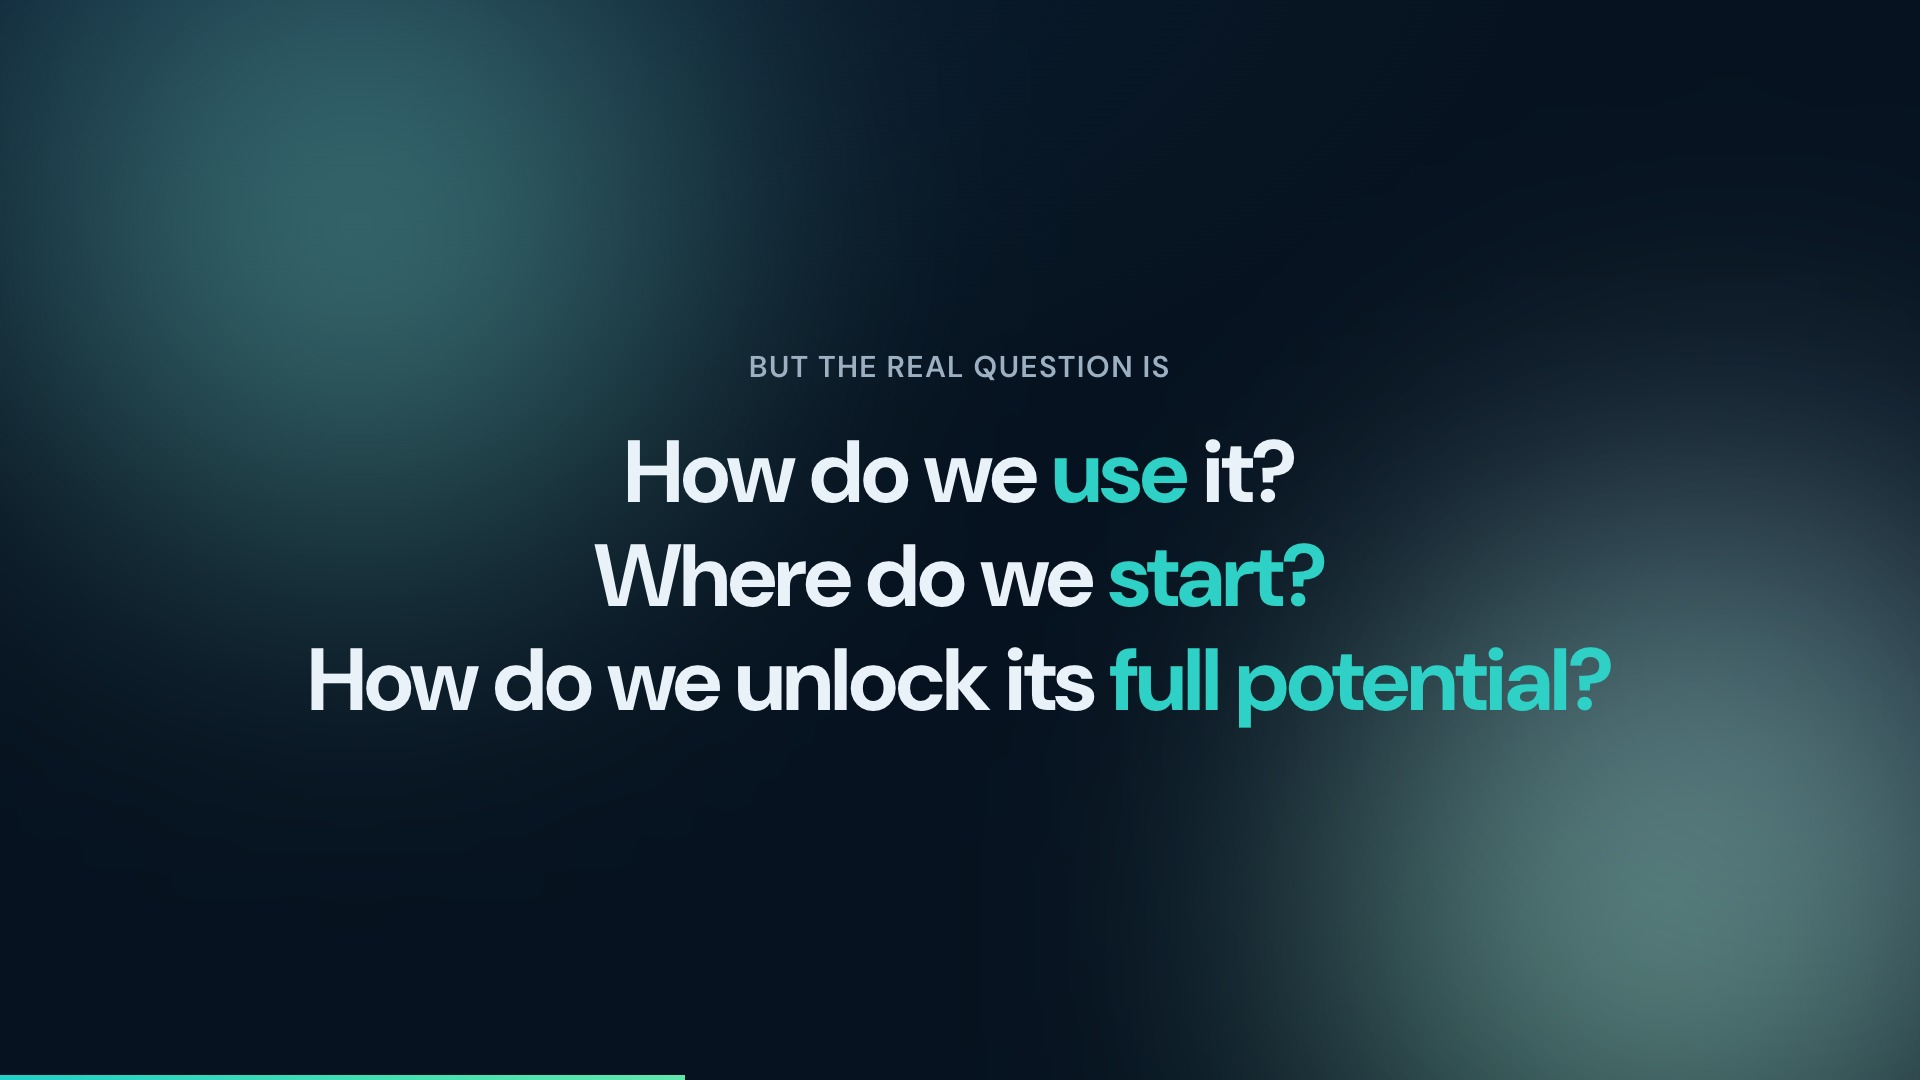 BUT THE REAL QUESTION IS
How do we use it?
Where do we start?
How do we unlock its full potential?